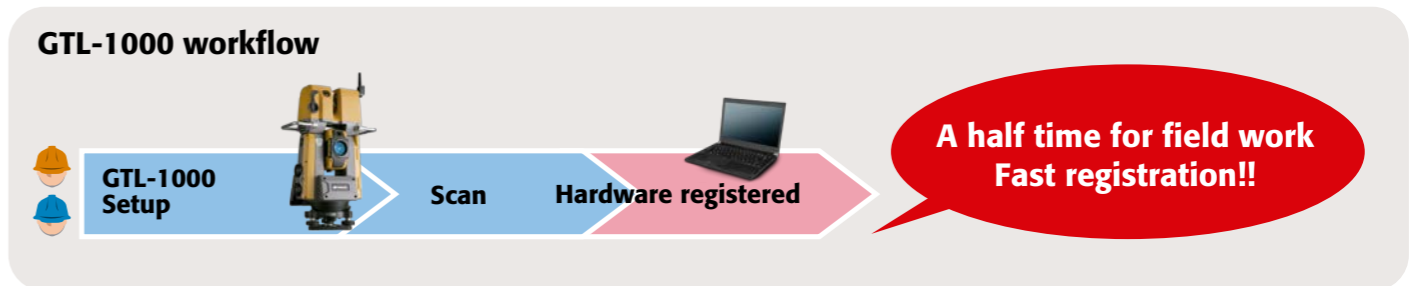 GTL-1000 workflow
GTL-1000
Setup
Scan
Hardware registered
A half time for field work
Fast registration!!